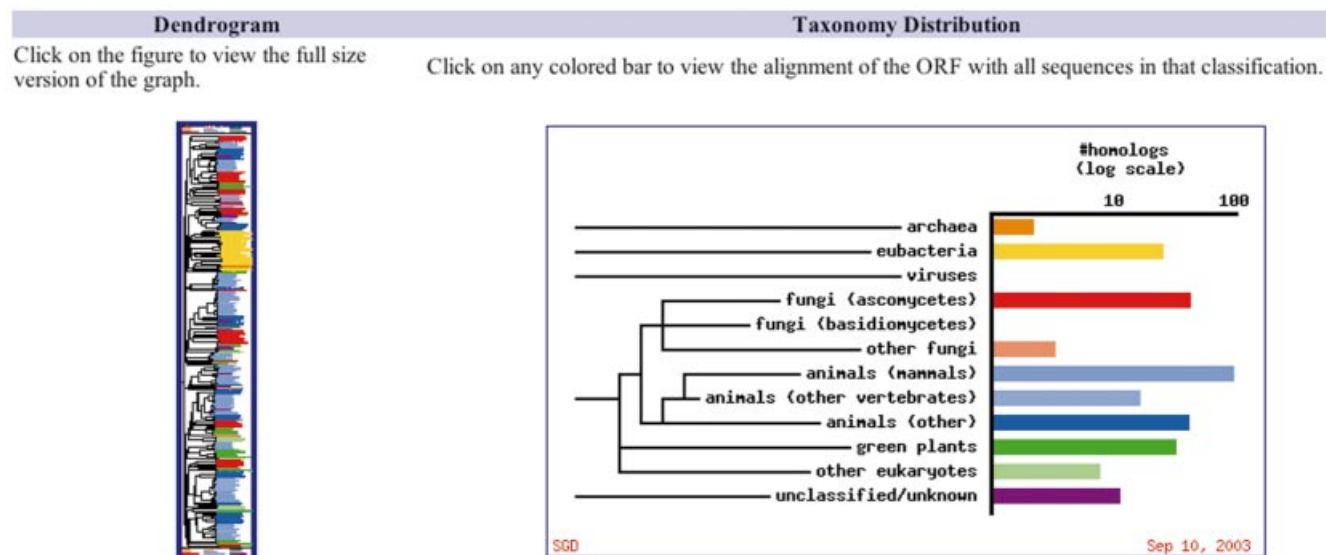 Dendrogram
Click on the figure to view the full size
version of the graph.
Taxonomy Distribution
Click on any colored bar to view the alignment of the ORF with all sequences in that classification.
#homologs
(log scale)
10 100
archaea
eubacteria
viruses
fungi (ascomycetes)
fungi (basidiomycetes)
other fungi
animals (mammals)
animals (other vertebrates)
animals (other)
green plants
other eukaryotes
unclassified/unknown
SGD
Sep 10, 2003